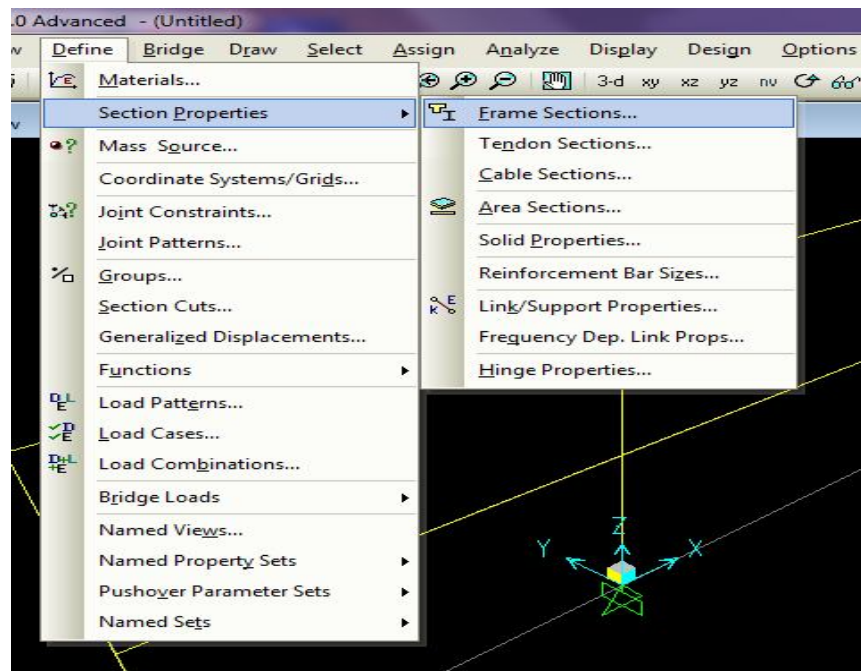 .0 Advanced - (Untitled)
Define Bridge Draw Select Assign Analyze Display Design Options
3-d xy xz yz nv
Materials...
Section Properties
Mass Source...
Coordinate Systems/Grids...
Joint Constraints...
Joint Patterns...
Groups...
Section Cuts...
Generalized Displacements...
Functions
Load Patterns...
Load Cases...
Load Combinations...
Bridge Loads
Named Views...
Named Property Sets
Pushover Parameter Sets
Named Sets
Frame Sections...
Tendon Sections...
Cable Sections...
Area Sections...
Solid Properties...
Reinforcement Bar Sizes...
Link/Support Properties...
Frequency Dep. Link Props...
Hinge Properties...
Z
Y X